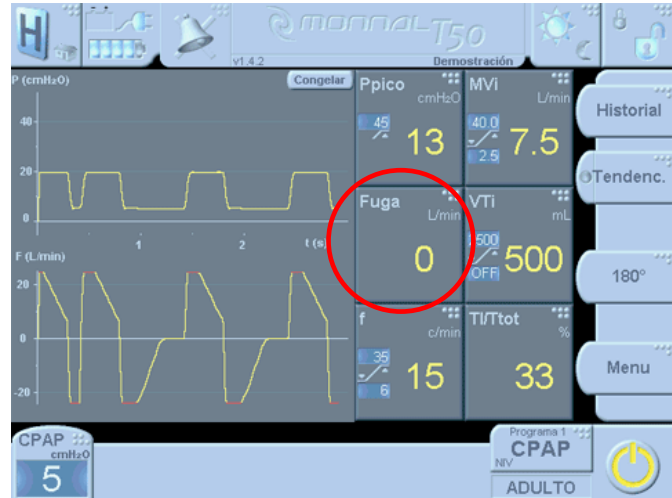 H
monnal T50
v1.4.2
Demostración
P (cmH2O)
Congelar
40
20
0
1
2
t (s)
F (L/min)
20
0
-20
Ppico
cmH2O
45
13
MVi
L/min
40.0
2.5
7.5
Fuga
L/min
0
VTi
mL
OFF
500
f
c/min
35
6
15
TI/Ttot
%
33
Historial
Tendenc.
180°
Menu
CPAP
cmH2O
5
Programa 1
CPAP
NIV
ADULTO